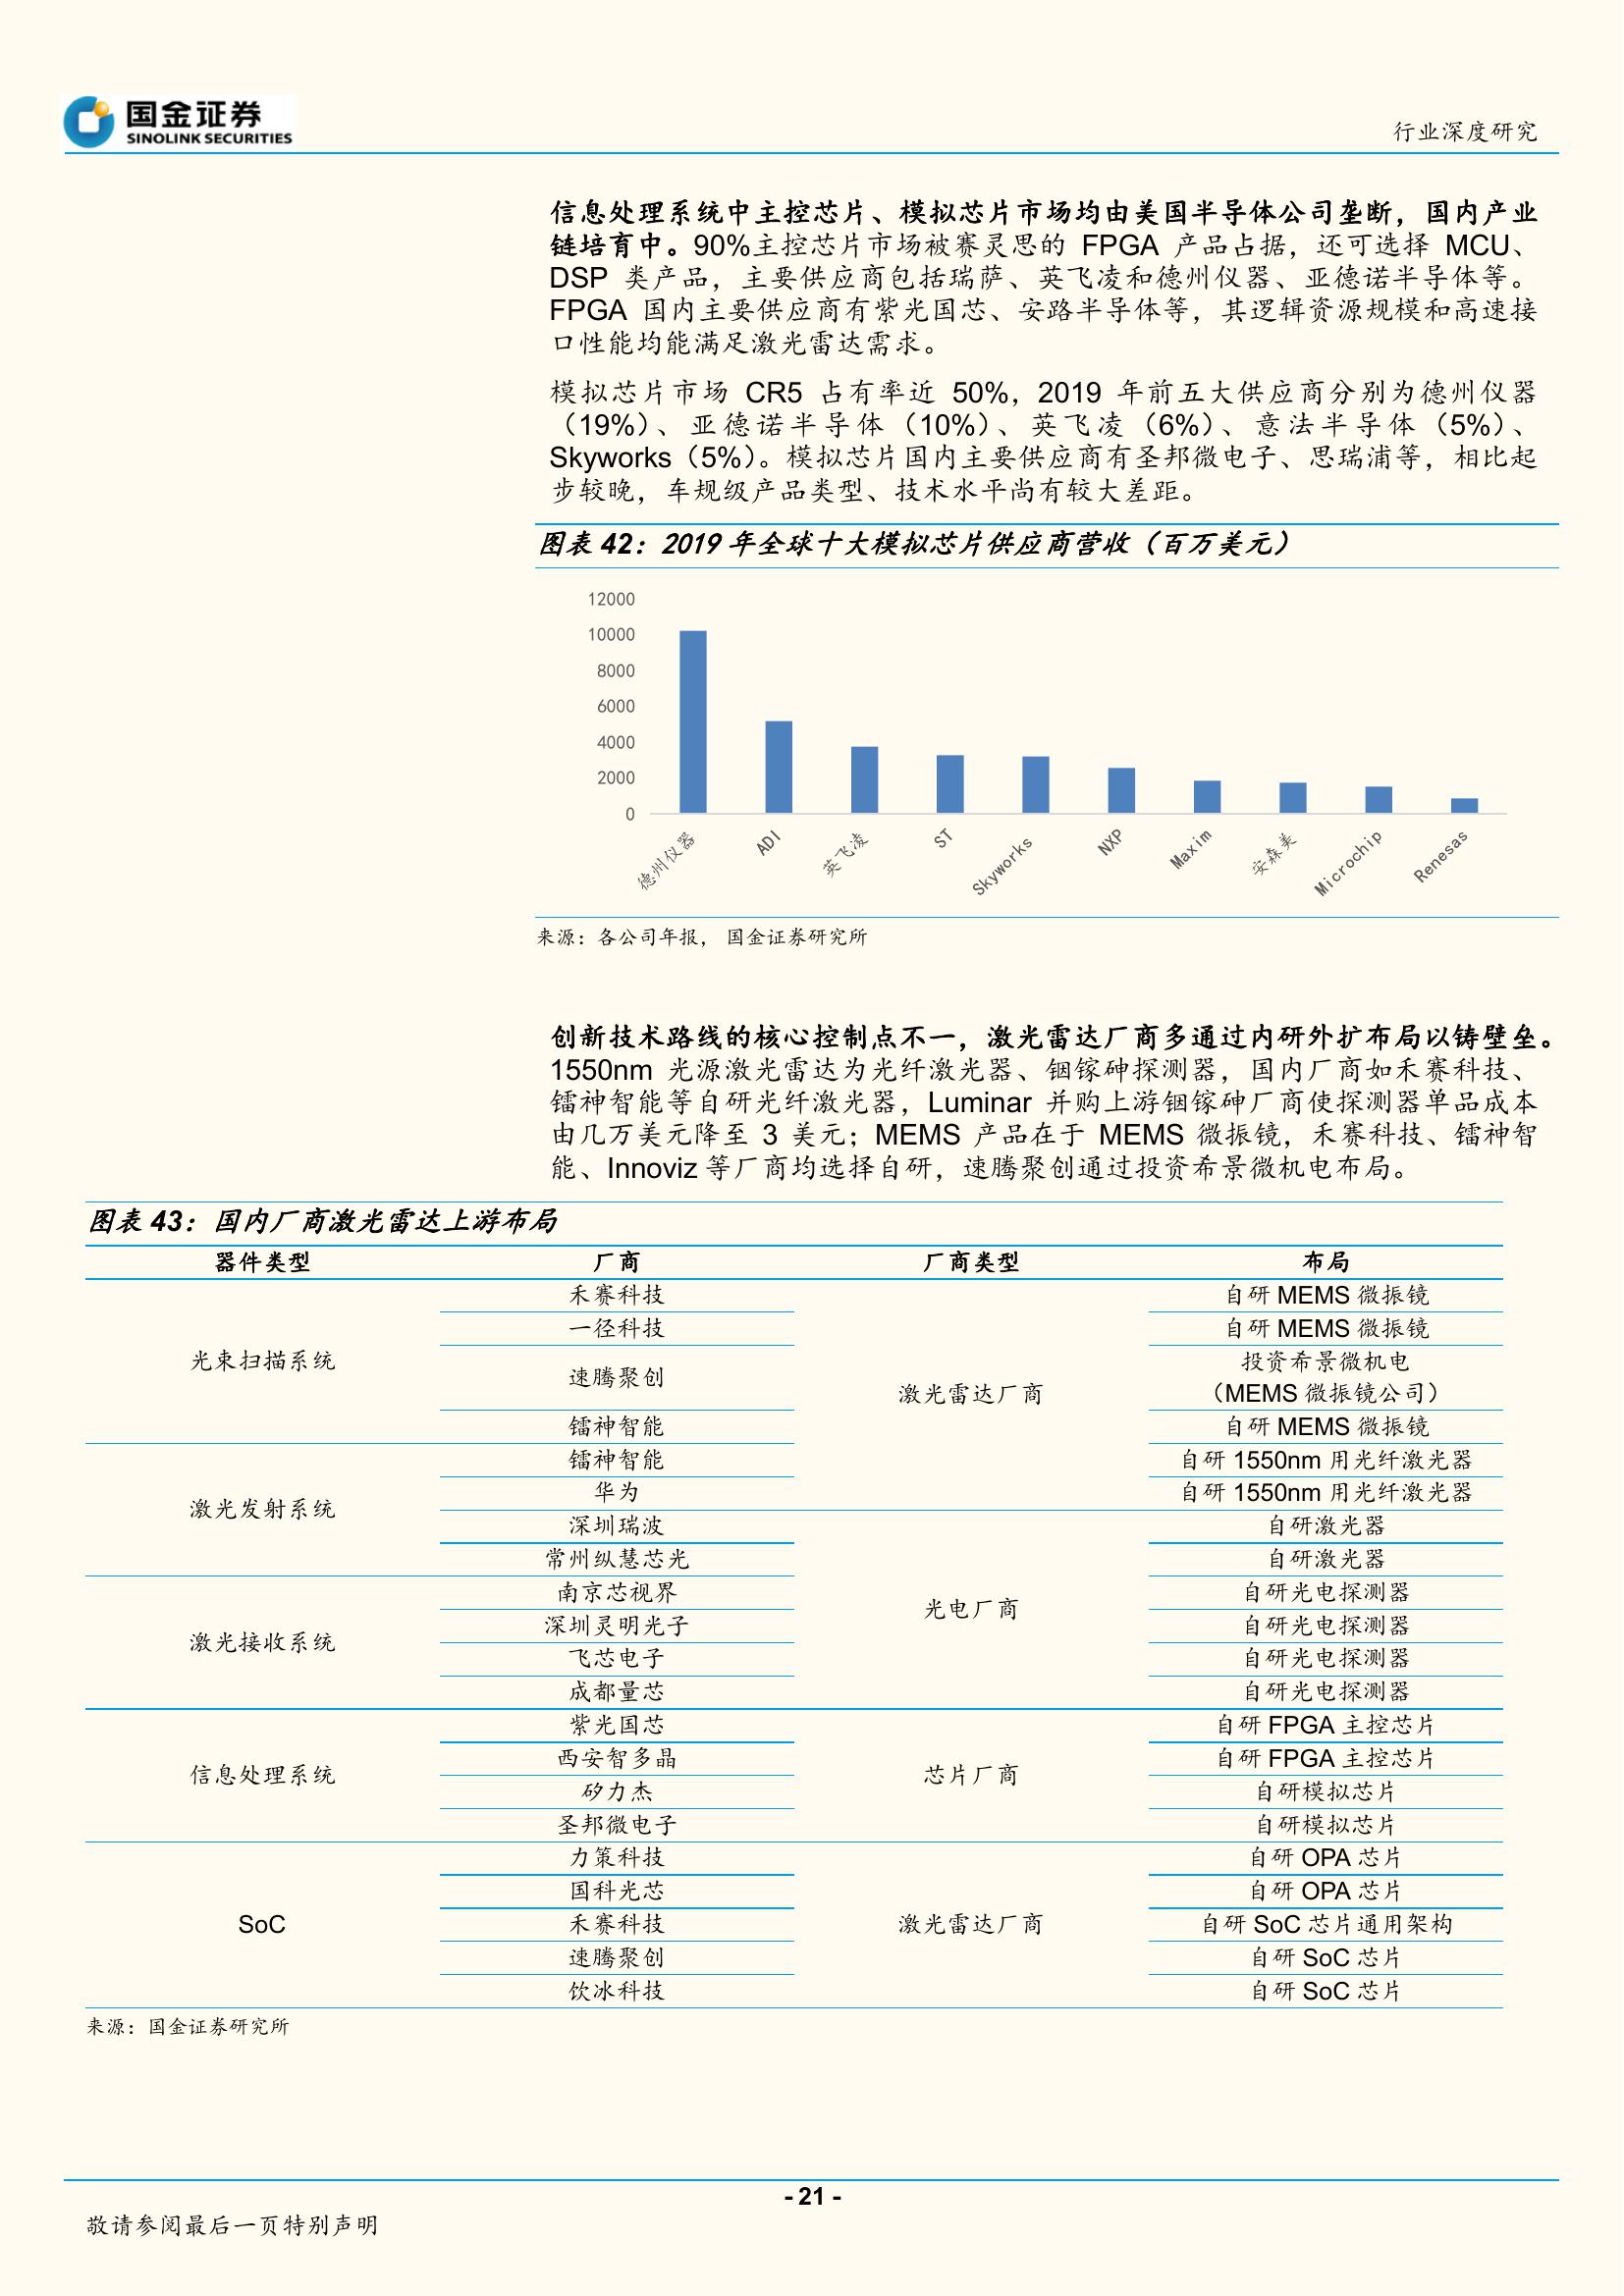 国金证券
SINOLINK SECURITIES
行业深度研究
信息处理系统中主控芯片、模拟芯片市场均由美国半导体公司垄断，国内产业
链培育中。90%主控芯片市场被赛灵思的 FPGA 产品占据，还可选择 MCU、
DSP 类产品，主要供应商包括瑞萨、英飞凌和德州仪器、亚德诺半导体等。
FPGA 国内主要供应商有紫光国芯、安路半导体等，其逻辑资源规模和高速接
口性能均能满足激光雷达需求。
模拟芯片市场 CR5 占有率近 50%，2019 年前五大供应商分别为德州仪器
（19%）、亚德诺半导体（10%）、英飞凌（6%）、意法半导体（5%）、
Skyworks（5%）。模拟芯片国内主要供应商有圣邦微电子、思瑞浦等，相比起
步较晚，车规级产品类型、技术水平尚有较大差距。
图表 42：2019 年全球十大模拟芯片供应商营收（百万美元）
12000
10000
8000
6000
4000
2000
0
德州仪器 ADI 英飞凌 ST Skyworks NXP Maxim 安森美 Microchip Renesas
来源：各公司年报， 国金证券研究所
创新技术路线的核心控制点不一，激光雷达厂商多通过内研外扩布局以铸壁垒。
1550nm 光源激光雷达为光纤激光器、铟镓砷探测器，国内厂商如禾赛科技、
镭神智能等自研光纤激光器，Luminar 并购上游铟镓砷厂商使探测器单品成本
由几万美元降至 3 美元；MEMS 产品在于 MEMS 微振镜，禾赛科技、镭神智
能、Innoviz 等厂商均选择自研，速腾聚创通过投资希景微机电布局。
图表 43：国内厂商激光雷达上游布局
器件类型 厂商 厂商类型 布局
光束扫描系统 禾赛科技 激光雷达厂商 自研 MEMS 微振镜
一径科技 自研 MEMS 微振镜
速腾聚创 投资希景微机电
（MEMS 微振镜公司）
镭神智能 自研 MEMS 微振镜
激光发射系统 镭神智能 自研 1550nm 用光纤激光器
华为 自研 1550nm 用光纤激光器
深圳瑞波 光电厂商 自研激光器
常州纵慧芯光 自研激光器
激光接收系统 南京芯视界 自研光电探测器
深圳灵明光子 自研光电探测器
飞芯电子 自研光电探测器
成都量芯 自研光电探测器
信息处理系统 紫光国芯 芯片厂商 自研 FPGA 主控芯片
西安智多晶 自研 FPGA 主控芯片
矽力杰 自研模拟芯片
圣邦微电子 自研模拟芯片
SoC 力策科技 激光雷达厂商 自研 OPA 芯片
国科光芯 自研 OPA 芯片
禾赛科技 自研 SoC 芯片通用架构
速腾聚创 自研 SoC 芯片
饮冰科技 自研 SoC 芯片
来源：国金证券研究所
- 21 -
敬请参阅最后一页特别声明